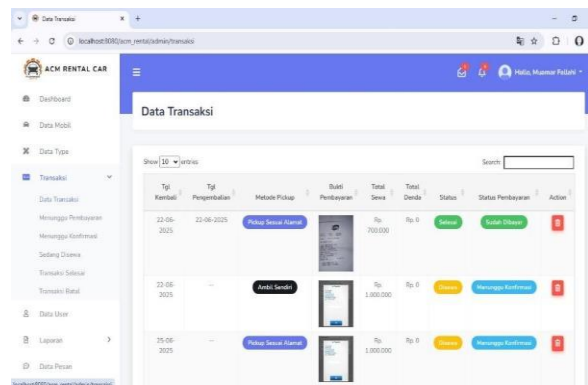 Data Transaksi
localhost:8080/acm_rental/admin/transaksi
ACM RENTAL CAR
Hallo, Muamar Fallahi
Dashboard
Data Mobil
Data Type
Transaksi
Data Transaksi
Menunggu Pembayaran
Menunggu Konfirmasi
Sedang Disewa
Transaksi Selesai
Transaksi Batal
Data User
Laporan
Data Pesan
Data Transaksi
Show 10 entries
Search:
Tgl Kembali
Tgl Pengembalian
Metode Pickup
Bukti Pembayaran
Total Sewa
Total Denda
Status
Status Pembayaran
Action
22-06-2025
22-06-2025
Pickup Sesuai Alamat
Rp. 700.000
Rp. 0
Selesai
Sudah Dibayar
22-06-2025
---
Ambil Sendiri
Rp. 1.000.000
Rp. 0
Disewa
Menunggu Konfirmasi
25-06-2025
---
Pickup Sesuai Alamat
Rp. 1.000.000
Rp. 0
Disewa
Menunggu Konfirmasi